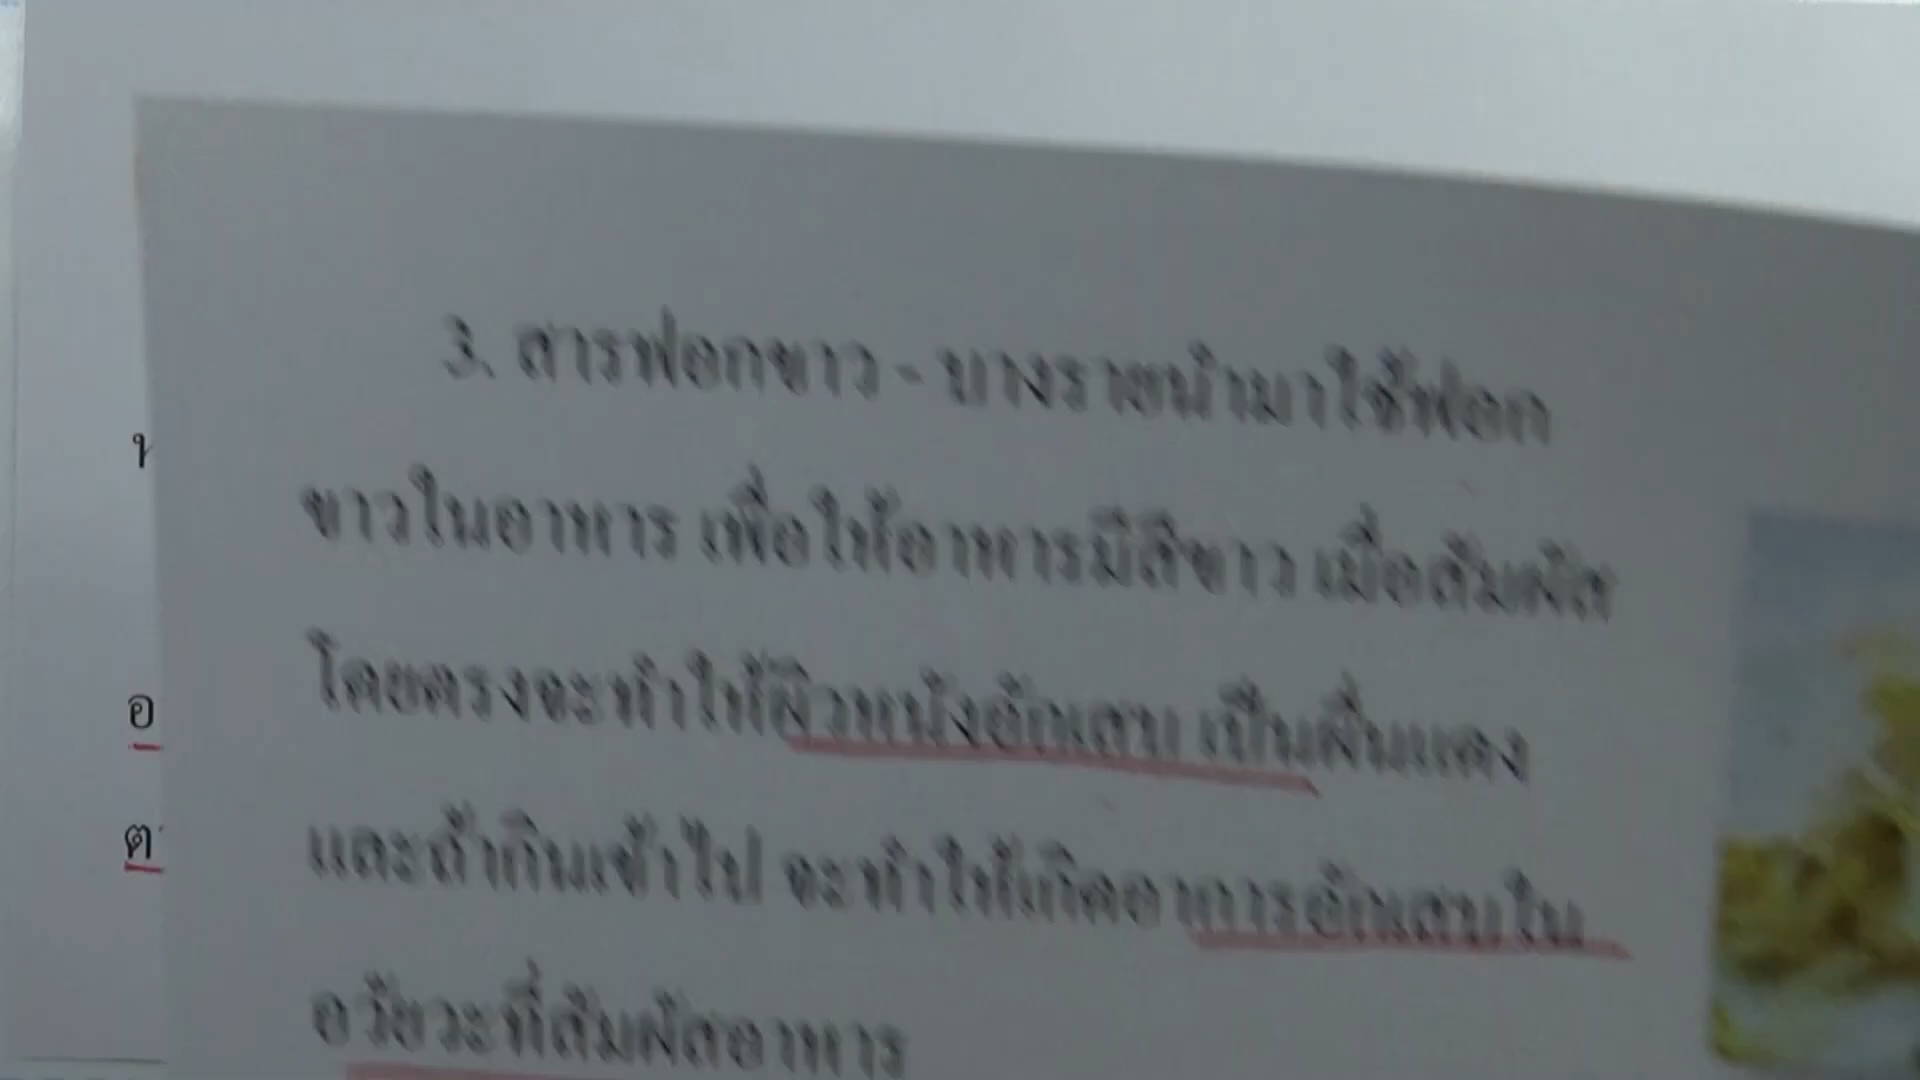 3. สารฟอกขาว - บางรายนำมาใช้ฟอก
ขาวในอาหาร เพื่อให้อาหารมีสีขาว เมื่อสัมผัส
โดยตรงจะทำให้ผิวหนังอักเสบ เป็นผื่นแดง
และถ้ากินเข้าไป จะทำให้เกิดอาการอักเสบใน
อวัยวะที่สัมผัสอาหาร
อ
ต